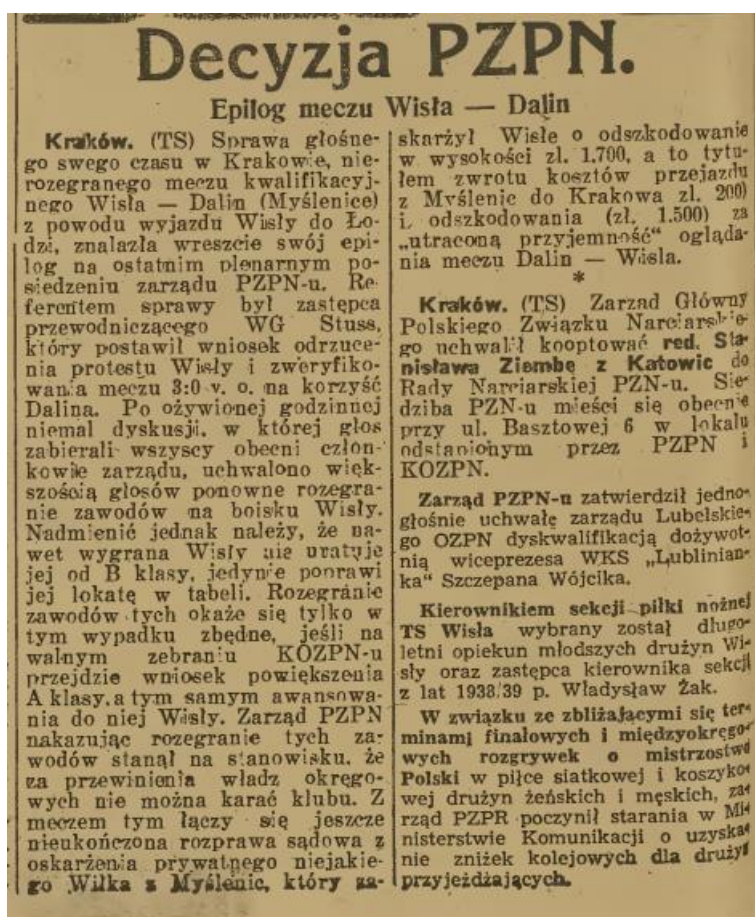 Decyzja PZPN.
Epilog meczu Wisła — Dalin
Kraków. (TS) Sprawa głośne-
go swego czasu w Krakowie, nie-
rozegranego meczu kwalifikacyj-
nego Wisła — Dalin (Myślenice)
z powodu wyjazdu Wisły do Ło-
dzi, znalazła wreszcie swój epi-
log na ostatnim plenarnym po-
siedzeniu zarządu PZPN-u. Re-
ferentem sprawy był zastępca
przewodniczącego WG Stuss,
który postawił wniosek odrzuce-
nia protestu Wisły i zweryfiko-
wania meczu 3:0 v. o. na korzyść
Dalina. Po ożywionej godzinnej
niemal dyskusji, w której głos
zabierali wszyscy obecni człon-
kowie zarządu, uchwalono więk-
szością głosów ponowne rozegra-
nie zawodów na boisku Wisły.
Nadmienić jednak należy, że na-
wet wygrana Wisły nie uratuje
jej od B klasy, jedynie poprawi
jej lokatę w tabeli. Rozegranie
zawodów tych okaże się tylko w
tym wypadku zbędne, jeśli na
walnym zebraniu KOZPN-u
przejdzie wniosek powiększenia
A klasy, a tym samym awansowa-
nia do niej Wisły. Zarząd PZPN
nakazując rozegranie tych za-
wodów stanął na stanowisku, że
za przewinienia władz okręgo-
wych nie można karać klubu. Z
meczem tym łączy się jeszcze
nieukończona rozprawa sądowa z
oskarżenia prywatnego niejakie-
go Wilka z Myślenic, który za-
skarżył Wisłe o odszkodowanie
w wysokości zl. 1.700, a to tytu-
łem zwrotu kosztów przejazdu
z Myślenic do Krakowa zl. 200)
i odszkodowania (zł. 1.500) za
„utraconą przyjemność" ogląda-
nia meczu Dalin — Wisla.
*
Kraków. (TS) Zarzad Główny
Polskiego Związku Narciarskie-
go uchwalił kooptować red. Sta-
nisława Ziembę z Katowic do
Rady Narciarskiej PZN-u. Sie-
dziba PZN-u mieści się obecnie
przy ul. Basztowej 6 w lokalu
odstąpionym przez PZPN i
KOZPN.
Zarząd PZPN-u zatwierdził jedno-
głośnie uchwałę zarządu Lubelskie-
go OZPN dyskwalifikacją dożywot-
nią wiceprezesa WKS „Lublinian-
ka" Szczepana Wójcika.
Kierownikiem sekcji piłki nożnej
TS Wisła wybrany został długo-
letni opiekun młodszych drużyn Wi-
sły oraz zastępca kierownika sekcji
z lat 1938/39 p. Władysław Żak.
W związku ze zbliżającymi się ter-
minami finałowych i międzyokręgo-
wych rozgrywek o mistrzostwo
Polski w piłce siatkowej i koszyko-
wej drużyn żeńskich i męskich, za-
rząd PZPR poczynił starania w Mi-
nisterstwie Komunikacji o uzyska-
nie zniżek kolejowych dla drużyn
przyjeżdżających.